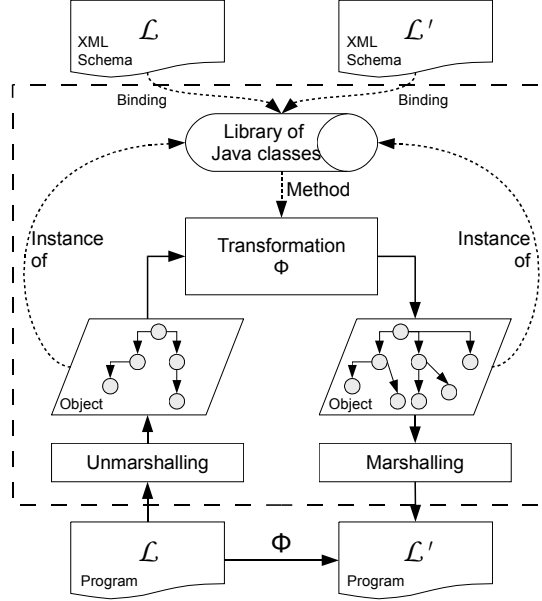 ℒ
XML
Schema
ℒ′
XML
Schema
Binding
Binding
Library of
Java classes
Method
Instance
of
Transformation
Φ
Instance
of
Object
Object
Unmarshalling
Marshalling
ℒ
Program
Φ
ℒ′
Program